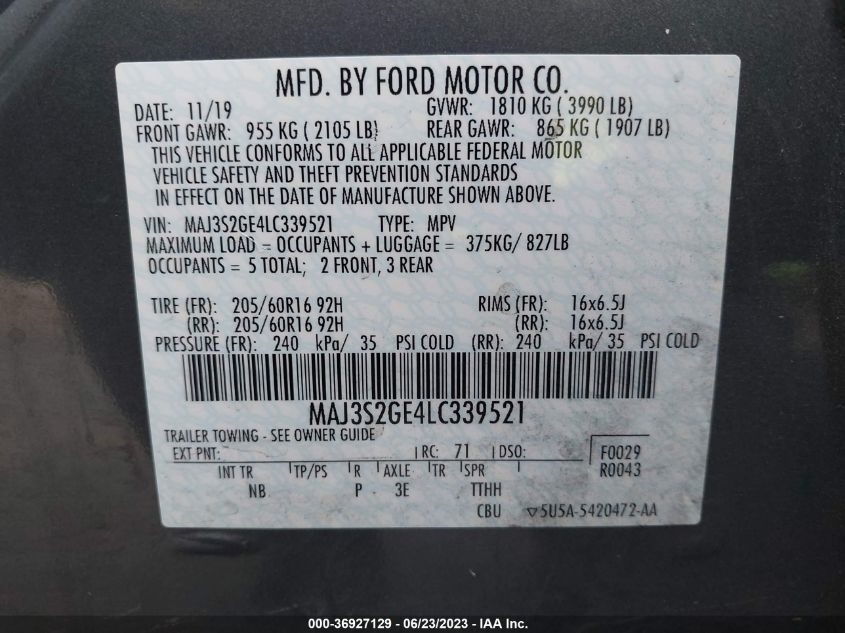 MFD. BY FORD MOTOR CO.
DATE: 11/19 GVWR: 1810 KG ( 3990 LB)
FRONT GAWR: 955 KG ( 2105 LB) REAR GAWR: 865 KG ( 1907 LB)
THIS VEHICLE CONFORMS TO ALL APPLICABLE FEDERAL MOTOR
VEHICLE SAFETY AND THEFT PREVENTION STANDARDS
IN EFFECT ON THE DATE OF MANUFACTURE SHOWN ABOVE.
VIN: MAJ3S2GE4LC339521 TYPE: MPV
MAXIMUM LOAD = OCCUPANTS + LUGGAGE = 375KG/ 827LB
OCCUPANTS = 5 TOTAL; 2 FRONT, 3 REAR
TIRE (FR): 205/60R16 92H RIMS (FR): 16x6.5J
(RR): 205/60R16 92H (RR): 16x6.5J
PRESSURE (FR): 240 kPa/ 35 PSI COLD (RR): 240 kPa/ 35 PSI COLD
MAJ3S2GE4LC339521
TRAILER TOWING - SEE OWNER GUIDE
EXT PNT: RC: 71 DSO: F0029
INT TR TP/PS R AXLE TR SPR R0043
NB P 3E TTHH
CBU ▽5U5A-5420472-AA
000-36927129 - 06/23/2023 - IAA Inc.